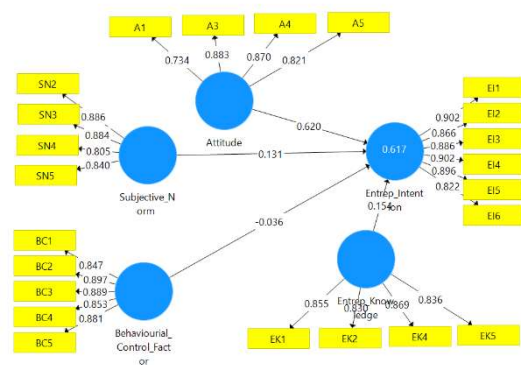 A1
A3
A4
A5
0.734
0.883
0.870
0.821
Attitude
SN2
SN3
SN4
SN5
0.886
0.884
0.805
0.840
Subjective_N
orm
0.620
0.131
-0.036
0.154
0.617
Entrep_Intent
ion
EI1
EI2
EI3
EI4
EI5
EI6
0.902
0.866
0.886
0.902
0.896
0.822
BC1
BC2
BC3
BC4
BC5
0.847
0.897
0.889
0.853
0.881
Behaviourial_
Control_Fact
or
Entrep_Know
ledge
0.855
0.830
0.869
0.836
EK1
EK2
EK4
EK5